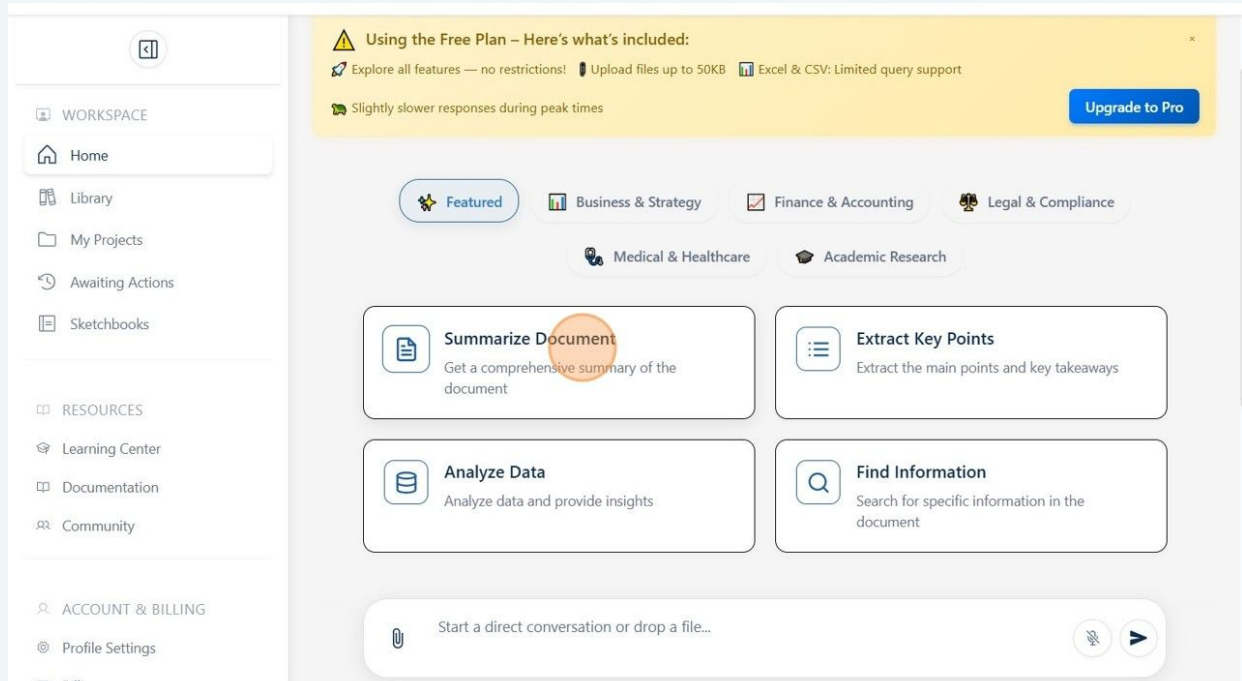 Using the Free Plan – Here's what's included:
Explore all features — no restrictions! Upload files up to 50KB Excel & CSV: Limited query support
Slightly slower responses during peak times
Upgrade to Pro
WORKSPACE
Home
Library
My Projects
Awaiting Actions
Sketchbooks
RESOURCES
Learning Center
Documentation
Community
ACCOUNT & BILLING
Profile Settings
Featured
Business & Strategy
Finance & Accounting
Legal & Compliance
Medical & Healthcare
Academic Research
Summarize Document
Get a comprehensive summary of the
document
Extract Key Points
Extract the main points and key takeaways
Analyze Data
Analyze data and provide insights
Find Information
Search for specific information in the
document
Start a direct conversation or drop a file...